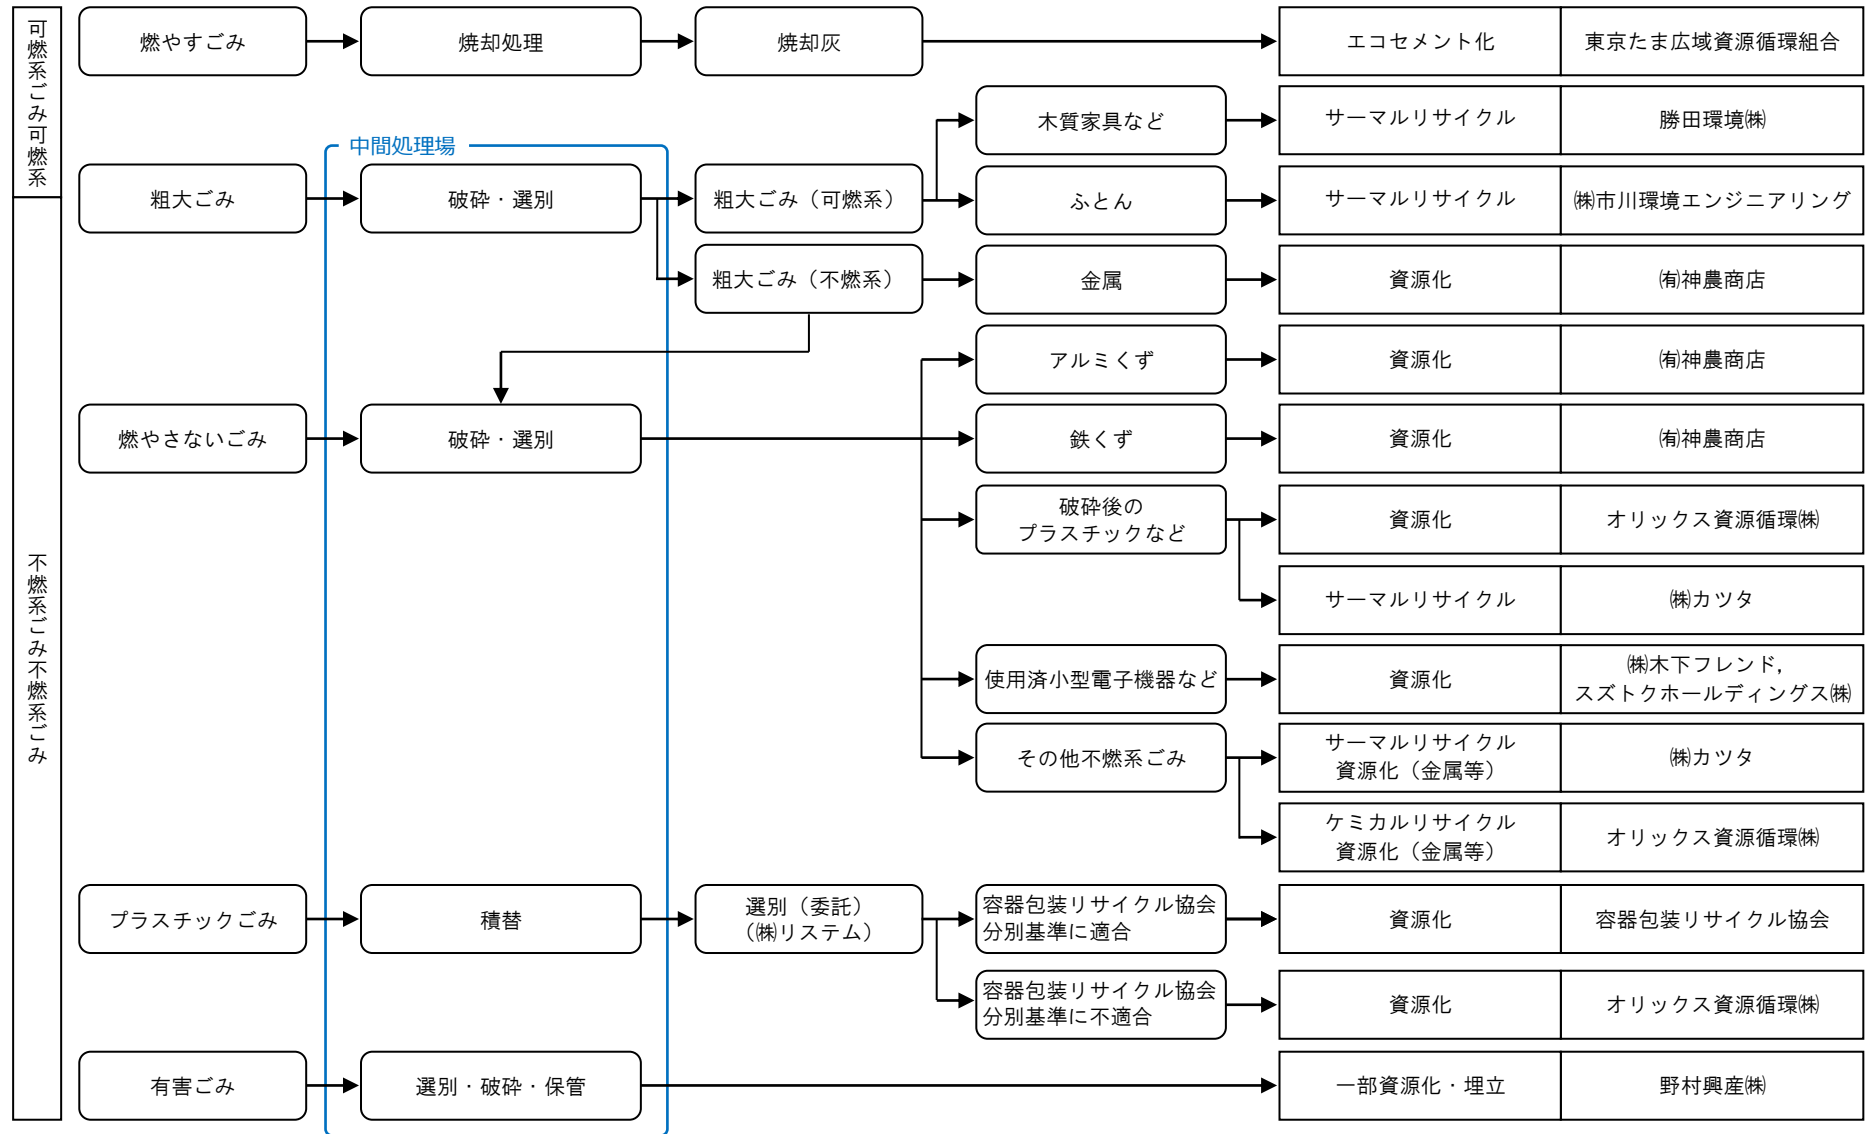 可燃系ごみ可燃系
燃やすごみ
焼却処理
焼却灰
エコセメント化
東京たま広域資源循環組合
木質家具など
サーマルリサイクル
勝田環境㈱
中間処理場
粗大ごみ
破砕・選別
粗大ごみ（可燃系）
ふとん
サーマルリサイクル
㈱市川環境エンジニアリング
粗大ごみ（不燃系）
金属
資源化
㈲神農商店
アルミくず
資源化
㈲神農商店
不燃系ごみ不燃系ごみ
燃やさないごみ
破砕・選別
鉄くず
資源化
㈲神農商店
破砕後の
プラスチックなど
資源化
オリックス資源循環㈱
サーマルリサイクル
㈱カツタ
使用済小型電子機器など
資源化
㈱木下フレンド，
スズトクホールディングス㈱
その他不燃系ごみ
サーマルリサイクル
資源化（金属等）
㈱カツタ
ケミカルリサイクル
資源化（金属等）
オリックス資源循環㈱
プラスチックごみ
積替
選別（委託）
（㈱リステム）
容器包装リサイクル協会
分別基準に適合
資源化
容器包装リサイクル協会
容器包装リサイクル協会
分別基準に不適合
資源化
オリックス資源循環㈱
有害ごみ
選別・破砕・保管
一部資源化・埋立
野村興産㈱